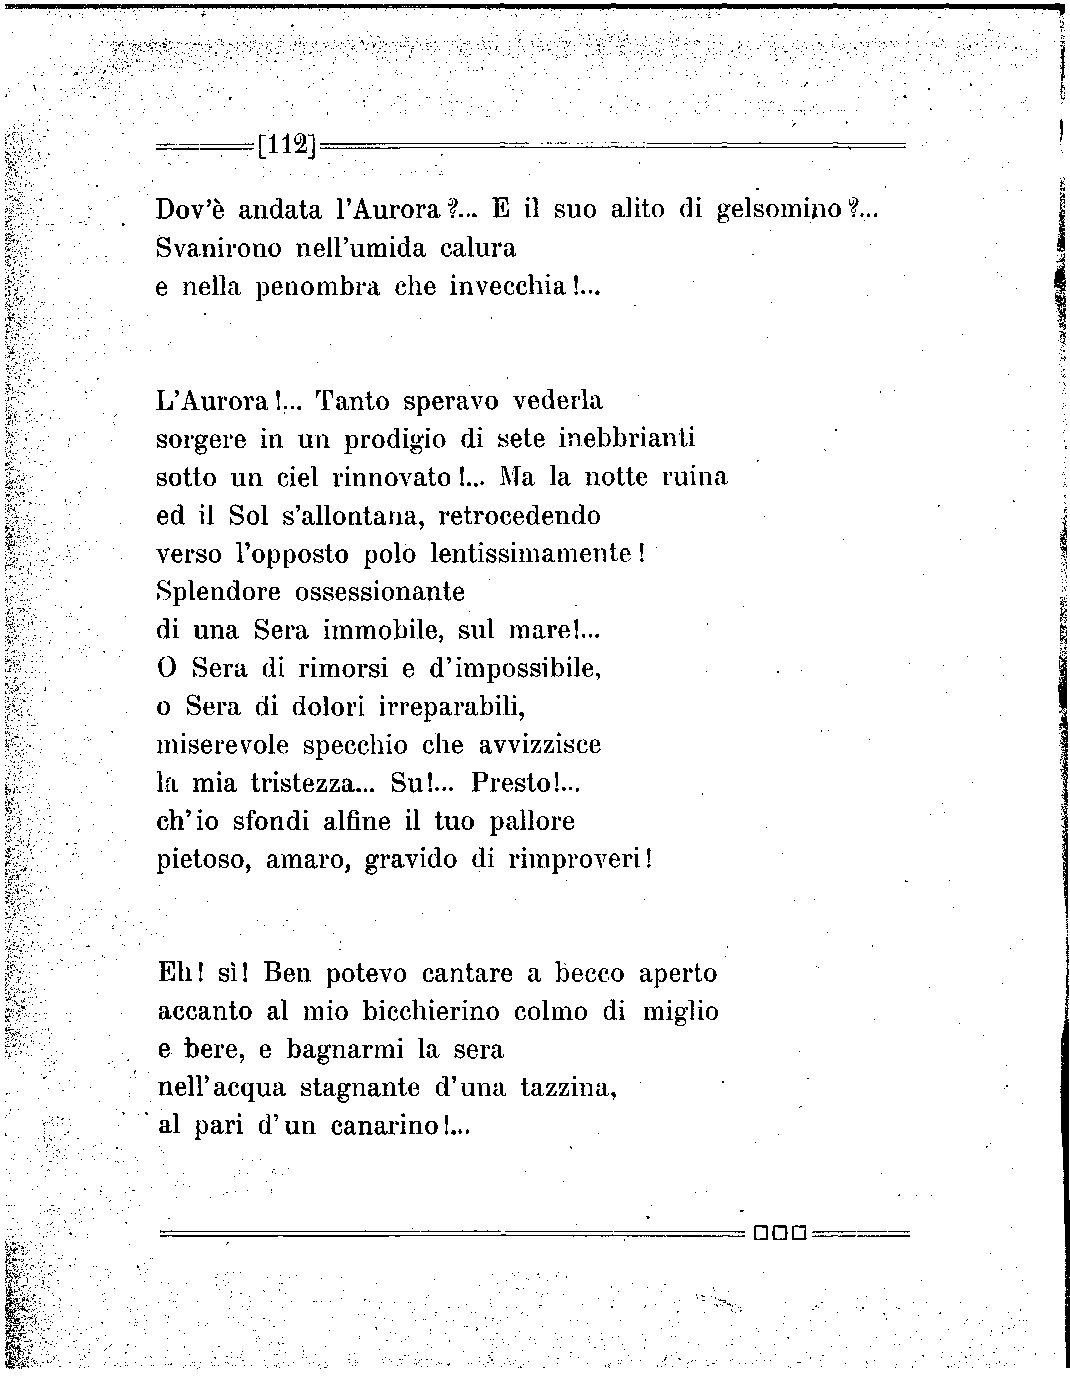 [112]
Dov'è andata l'Aurora?... E il suo alito di gelsomino?...
Svanirono nell'umida calura
e nella penombra che invecchia!...
L'Aurora!... Tanto speravo vederla
sorgere in un prodigio di sete inebbrianti
sotto un ciel rinnovato!... Ma la notte ruina
ed il Sol s'allontana, retrocedendo
verso l'opposto polo lentissimamente!
Splendore ossessionante
di una Sera immobile, sul mare!...
O Sera di rimorsi e d'impossibile,
o Sera di dolori irreparabili,
miserevole specchio che avvizzisce
la mia tristezza... Su!... Presto!...
ch'io sfondi alfine il tuo pallore
pietoso, amaro, gravido di rimproveri!
Eh! sì! Ben potevo cantare a becco aperto
accanto al mio bicchierino colmo di miglio
e bere, e bagnarmi la sera
nell'acqua stagnante d'una tazzina,
al pari d'un canarino!...